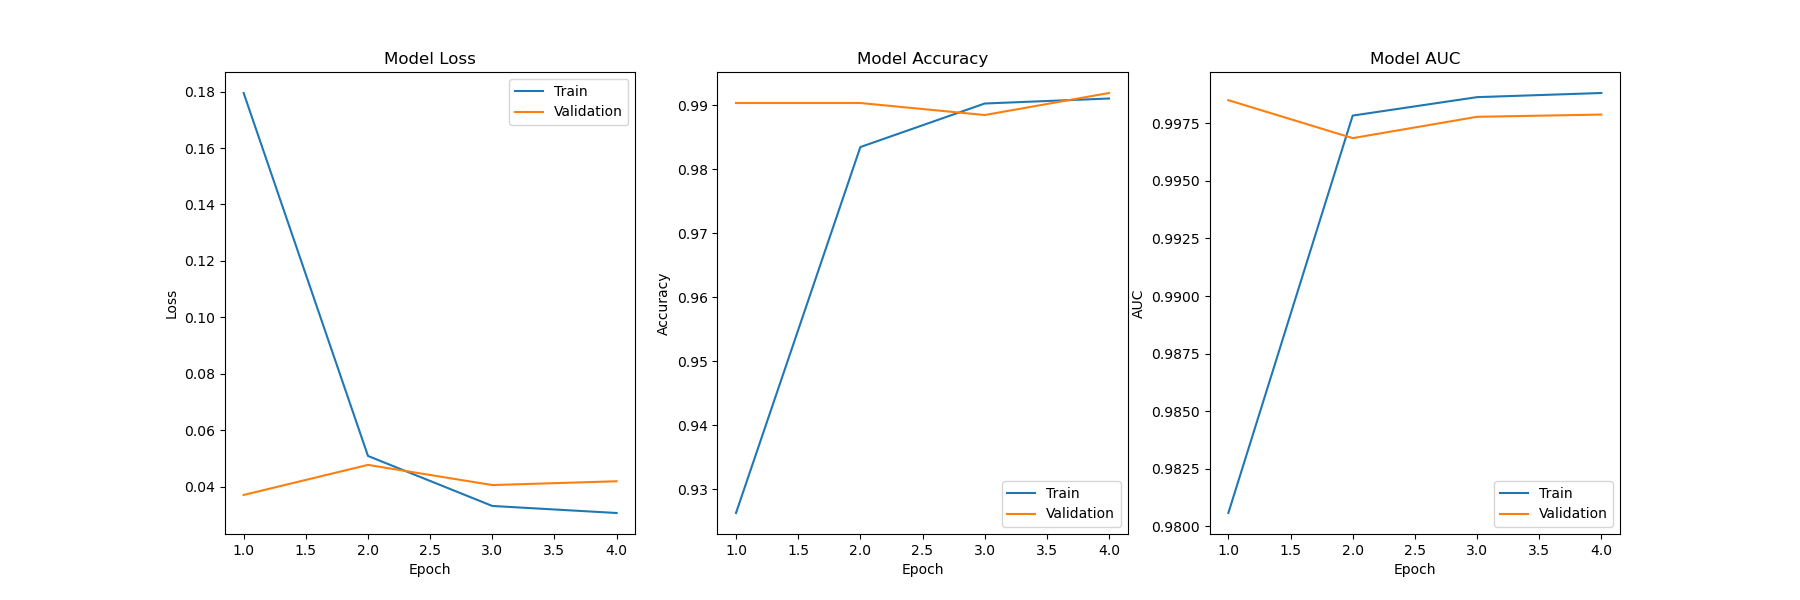 Model Loss
0.18
0.16
0.14
0.12
0.10
0.08
0.06
0.04
Loss
1.0 1.5 2.0 2.5 3.0 3.5 4.0
Epoch
Train
Validation
Model Accuracy
0.99
0.98
0.97
0.96
0.95
0.94
0.93
Accuracy
1.0 1.5 2.0 2.5 3.0 3.5 4.0
Epoch
Train
Validation
Model AUC
0.9975
0.9950
0.9925
0.9900
0.9875
0.9850
0.9825
0.9800
AUC
1.0 1.5 2.0 2.5 3.0 3.5 4.0
Epoch
Train
Validation